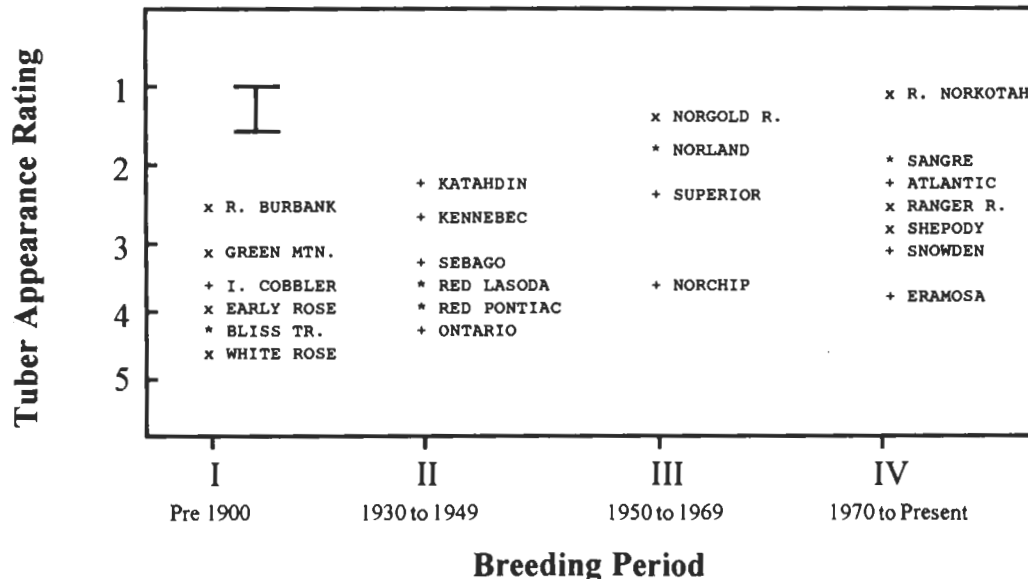 Tuber Appearance Rating
1
2
3
4
5
x R. BURBANK
x GREEN MTN.
+ I. COBBLER
x EARLY ROSE
* BLISS TR.
x WHITE ROSE
+ KATAHDIN
+ KENNEBEC
+ SEBAGO
* RED LASODA
* RED PONTIAC
+ ONTARIO
x NORGOLD R.
* NORLAND
+ SUPERIOR
+ NORCHIP
x R. NORKOTAH
* SANGRE
+ ATLANTIC
x RANGER R.
x SHEPODY
+ SNOWDEN
+ ERAMOSA
I
II
III
IV
Pre 1900
1930 to 1949
1950 to 1969
1970 to Present
Breeding Period